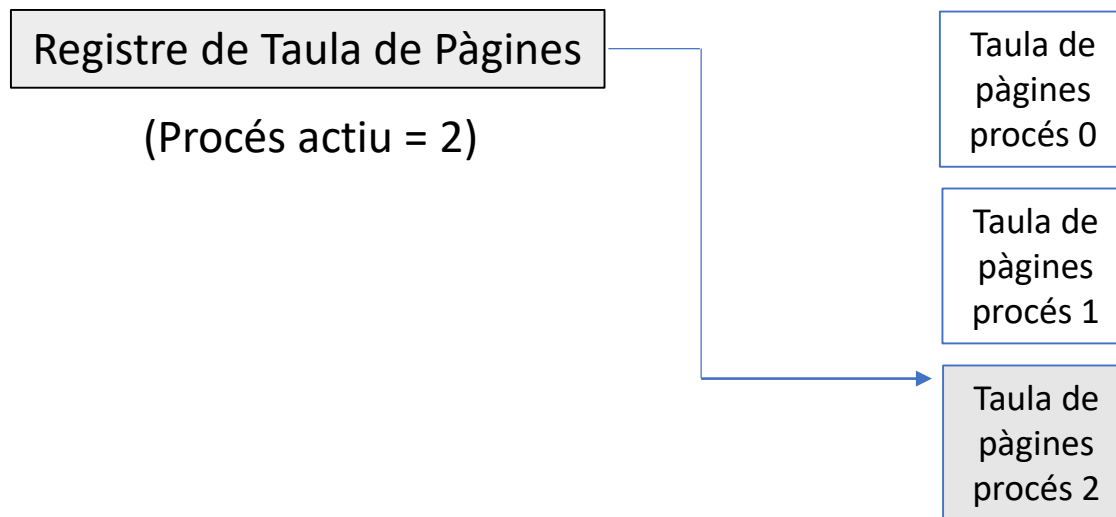 Registre de Taula de Pàgines
(Procés actiu = 2)
Taula de
pàgines
procés 0
Taula de
pàgines
procés 1
Taula de
pàgines
procés 2